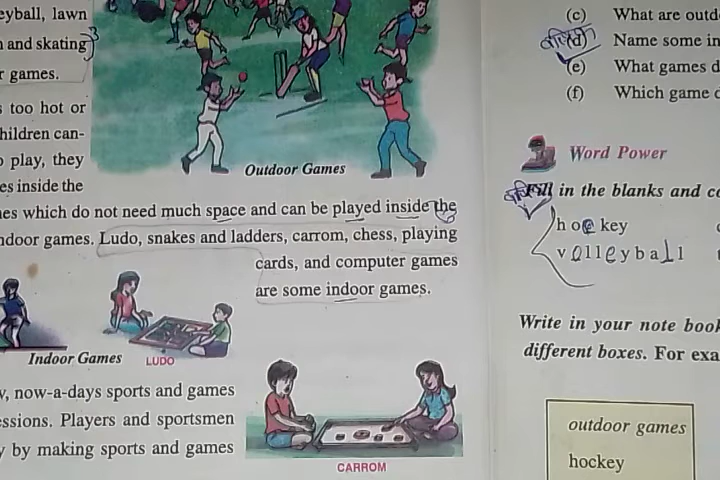 eyball, lawn
and skating
games.
too hot or
hildren can-
play, they
es inside the
Outdoor Games
es which do not need much space and can be played inside the
ndoor games. Ludo, snakes and ladders, carrom, chess, playing
cards, and computer games
are some indoor games.
Indoor Games
LUDO
now-a-days sports and games
essions. Players and sportsmen
y by making sports and games
CARROM
(c) What are outd
(d) Name some in
(e) What games d
(f) Which game
Word Power
Fill in the blanks and co
hockey
volleyball
Write in your note book
different boxes. For exa
outdoor games
hockey